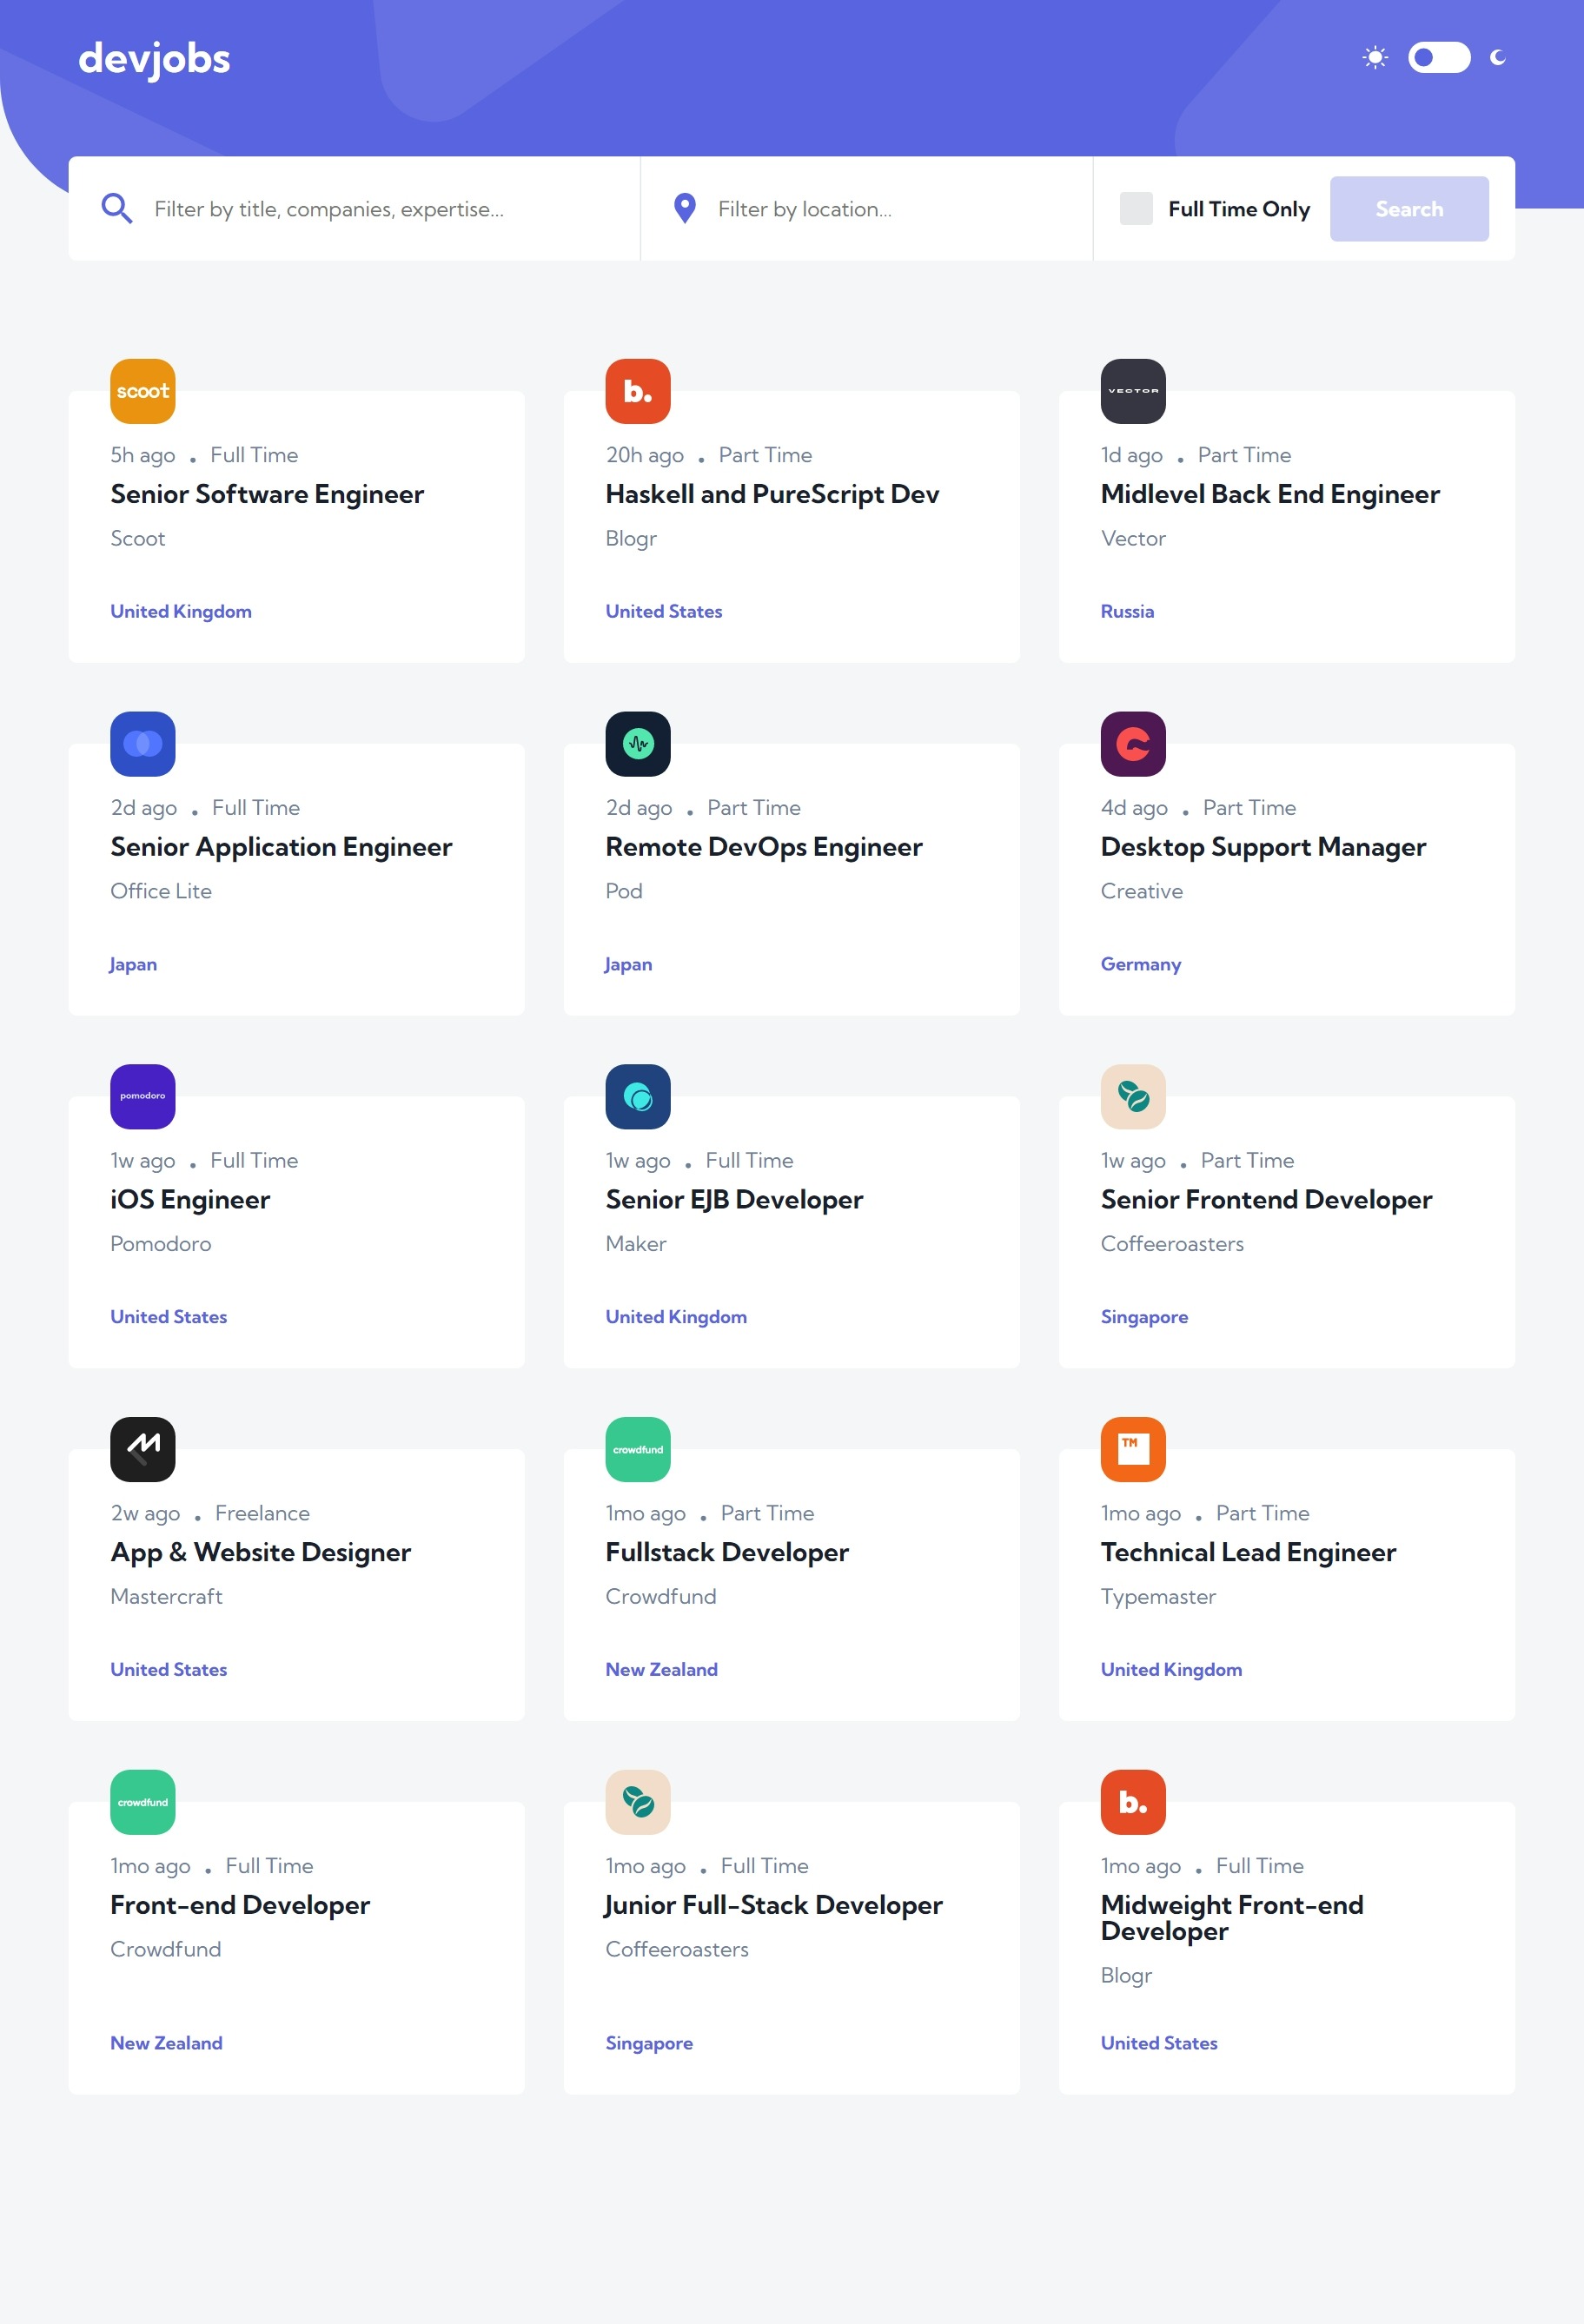 devjobs
Filter by title, companies, expertise...
Filter by location...
Full Time Only
Search
scoot
5h ago . Full Time
Senior Software Engineer
Scoot
United Kingdom
b.
20h ago . Part Time
Haskell and PureScript Dev
Blogr
United States
VECTOR
1d ago . Part Time
Midlevel Back End Engineer
Vector
Russia
2d ago . Full Time
Senior Application Engineer
Office Lite
Japan
2d ago . Part Time
Remote DevOps Engineer
Pod
Japan
4d ago . Part Time
Desktop Support Manager
Creative
Germany
pomodoro
1w ago . Full Time
iOS Engineer
Pomodoro
United States
1w ago . Full Time
Senior EJB Developer
Maker
United Kingdom
1w ago . Part Time
Senior Frontend Developer
Coffeeroasters
Singapore
2w ago . Freelance
App & Website Designer
Mastercraft
United States
crowdfund
1mo ago . Part Time
Fullstack Developer
Crowdfund
New Zealand
TM
1mo ago . Part Time
Technical Lead Engineer
Typemaster
United Kingdom
crowdfund
1mo ago . Full Time
Front-end Developer
Crowdfund
New Zealand
1mo ago . Full Time
Junior Full-Stack Developer
Coffeeroasters
Singapore
b.
1mo ago . Full Time
Midweight Front-end
Developer
Blogr
United States